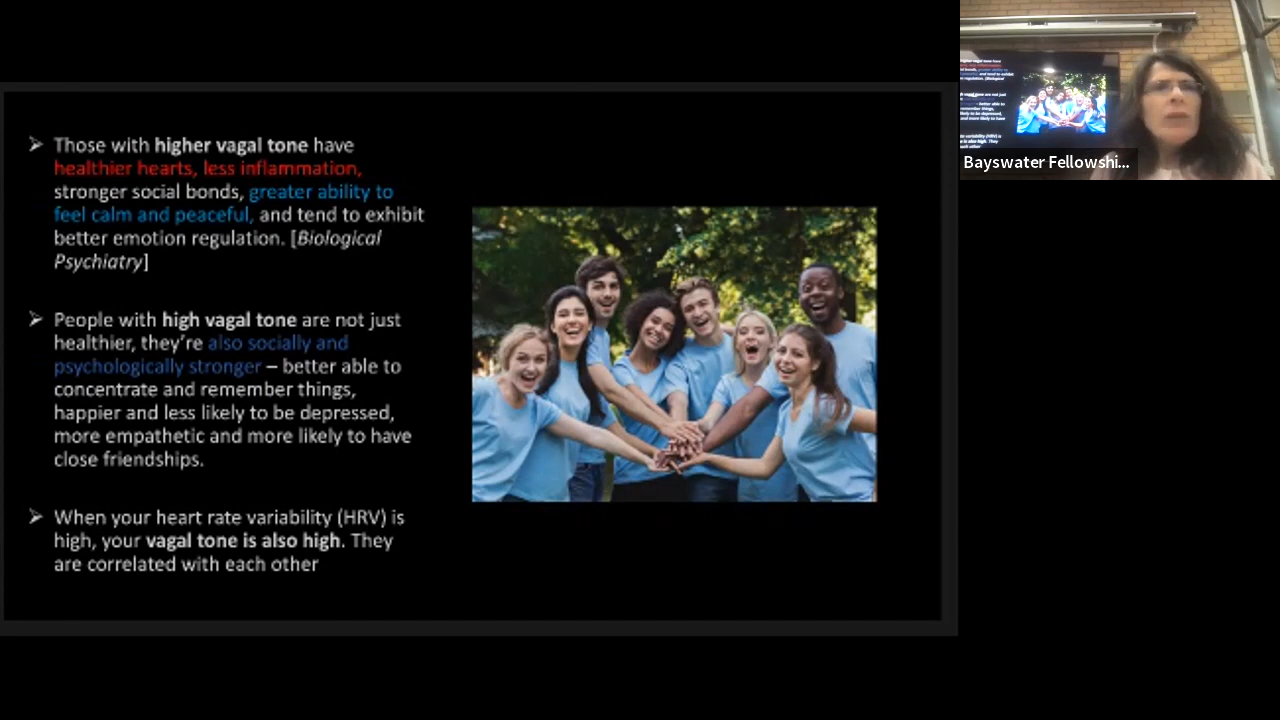 ➢ Those with higher vagal tone have
healthier hearts, less inflammation,
stronger social bonds, greater ability to
feel calm and peaceful, and tend to exhibit
better emotion regulation. [Biological
Psychiatry]
➢ People with high vagal tone are not just
healthier, they’re also socially and
psychologically stronger – better able to
concentrate and remember things,
happier and less likely to be depressed,
more empathetic and more likely to have
close friendships.
➢ When your heart rate variability (HRV) is
high, your vagal tone is also high. They
are correlated with each other
Bayswater Fellowshi...